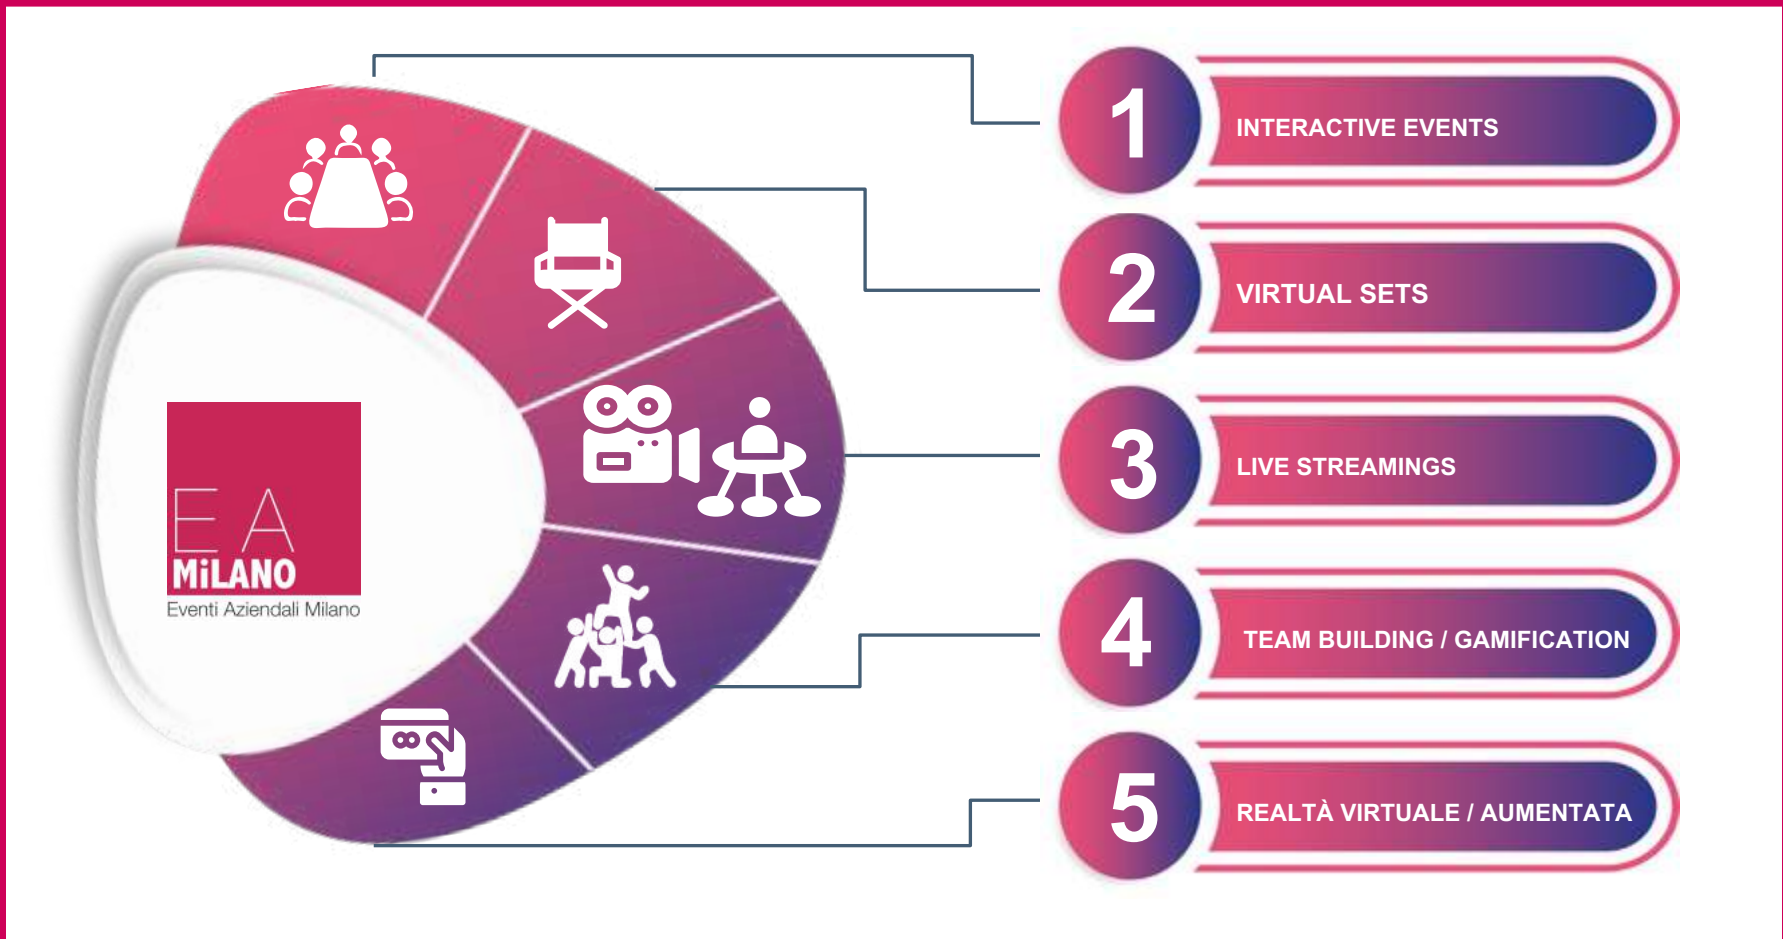 1
INTERACTIVE EVENTS
2
VIRTUAL SETS
3
LIVE STREAMINGS
4
TEAM BUILDING / GAMIFICATION
5
REALTÀ VIRTUALE / AUMENTATA
E A
MiLANO
Eventi Aziendali Milano